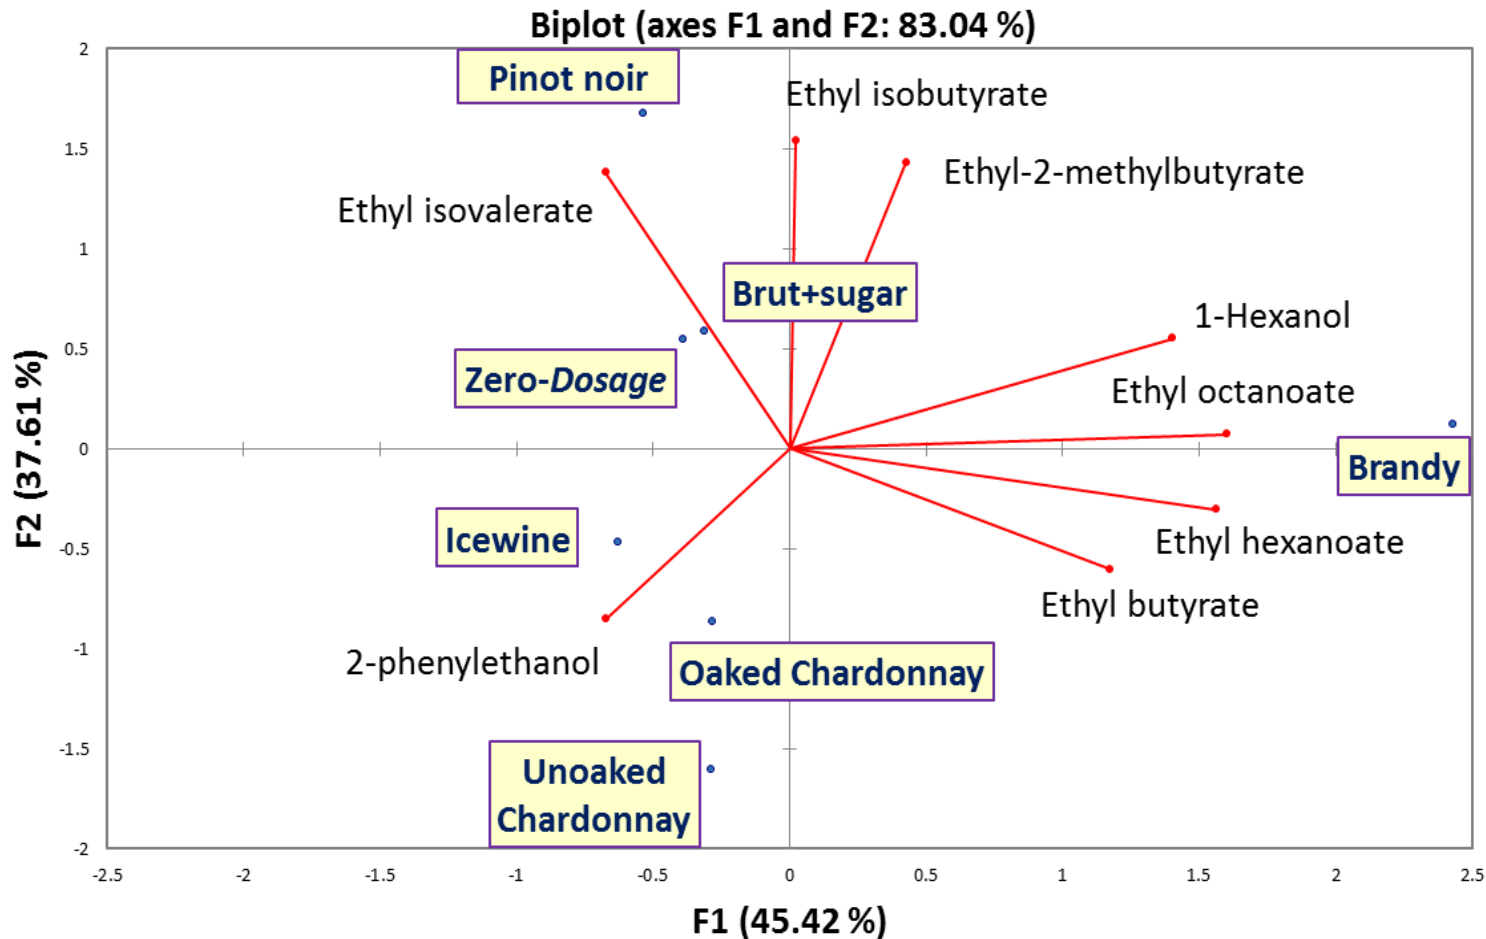 Biplot (axes F1 and F2: 83.04 %)
2
Pinot noir
Ethyl isobutyrate
1.5
Ethyl-2-methylbutyrate
Ethyl isovalerate
1
Brut+sugar
1-Hexanol
0.5
Zero-Dosage
Ethyl octanoate
0
Brandy
F2 (37.61 %)
Icewine
-0.5
Ethyl hexanoate
Ethyl butyrate
-1
2-phenylethanol
Oaked Chardonnay
-1.5
Unoaked
Chardonnay
-2
-2.5 -2 -1.5 -1 -0.5 0 0.5 1 1.5 2 2.5
F1 (45.42 %)